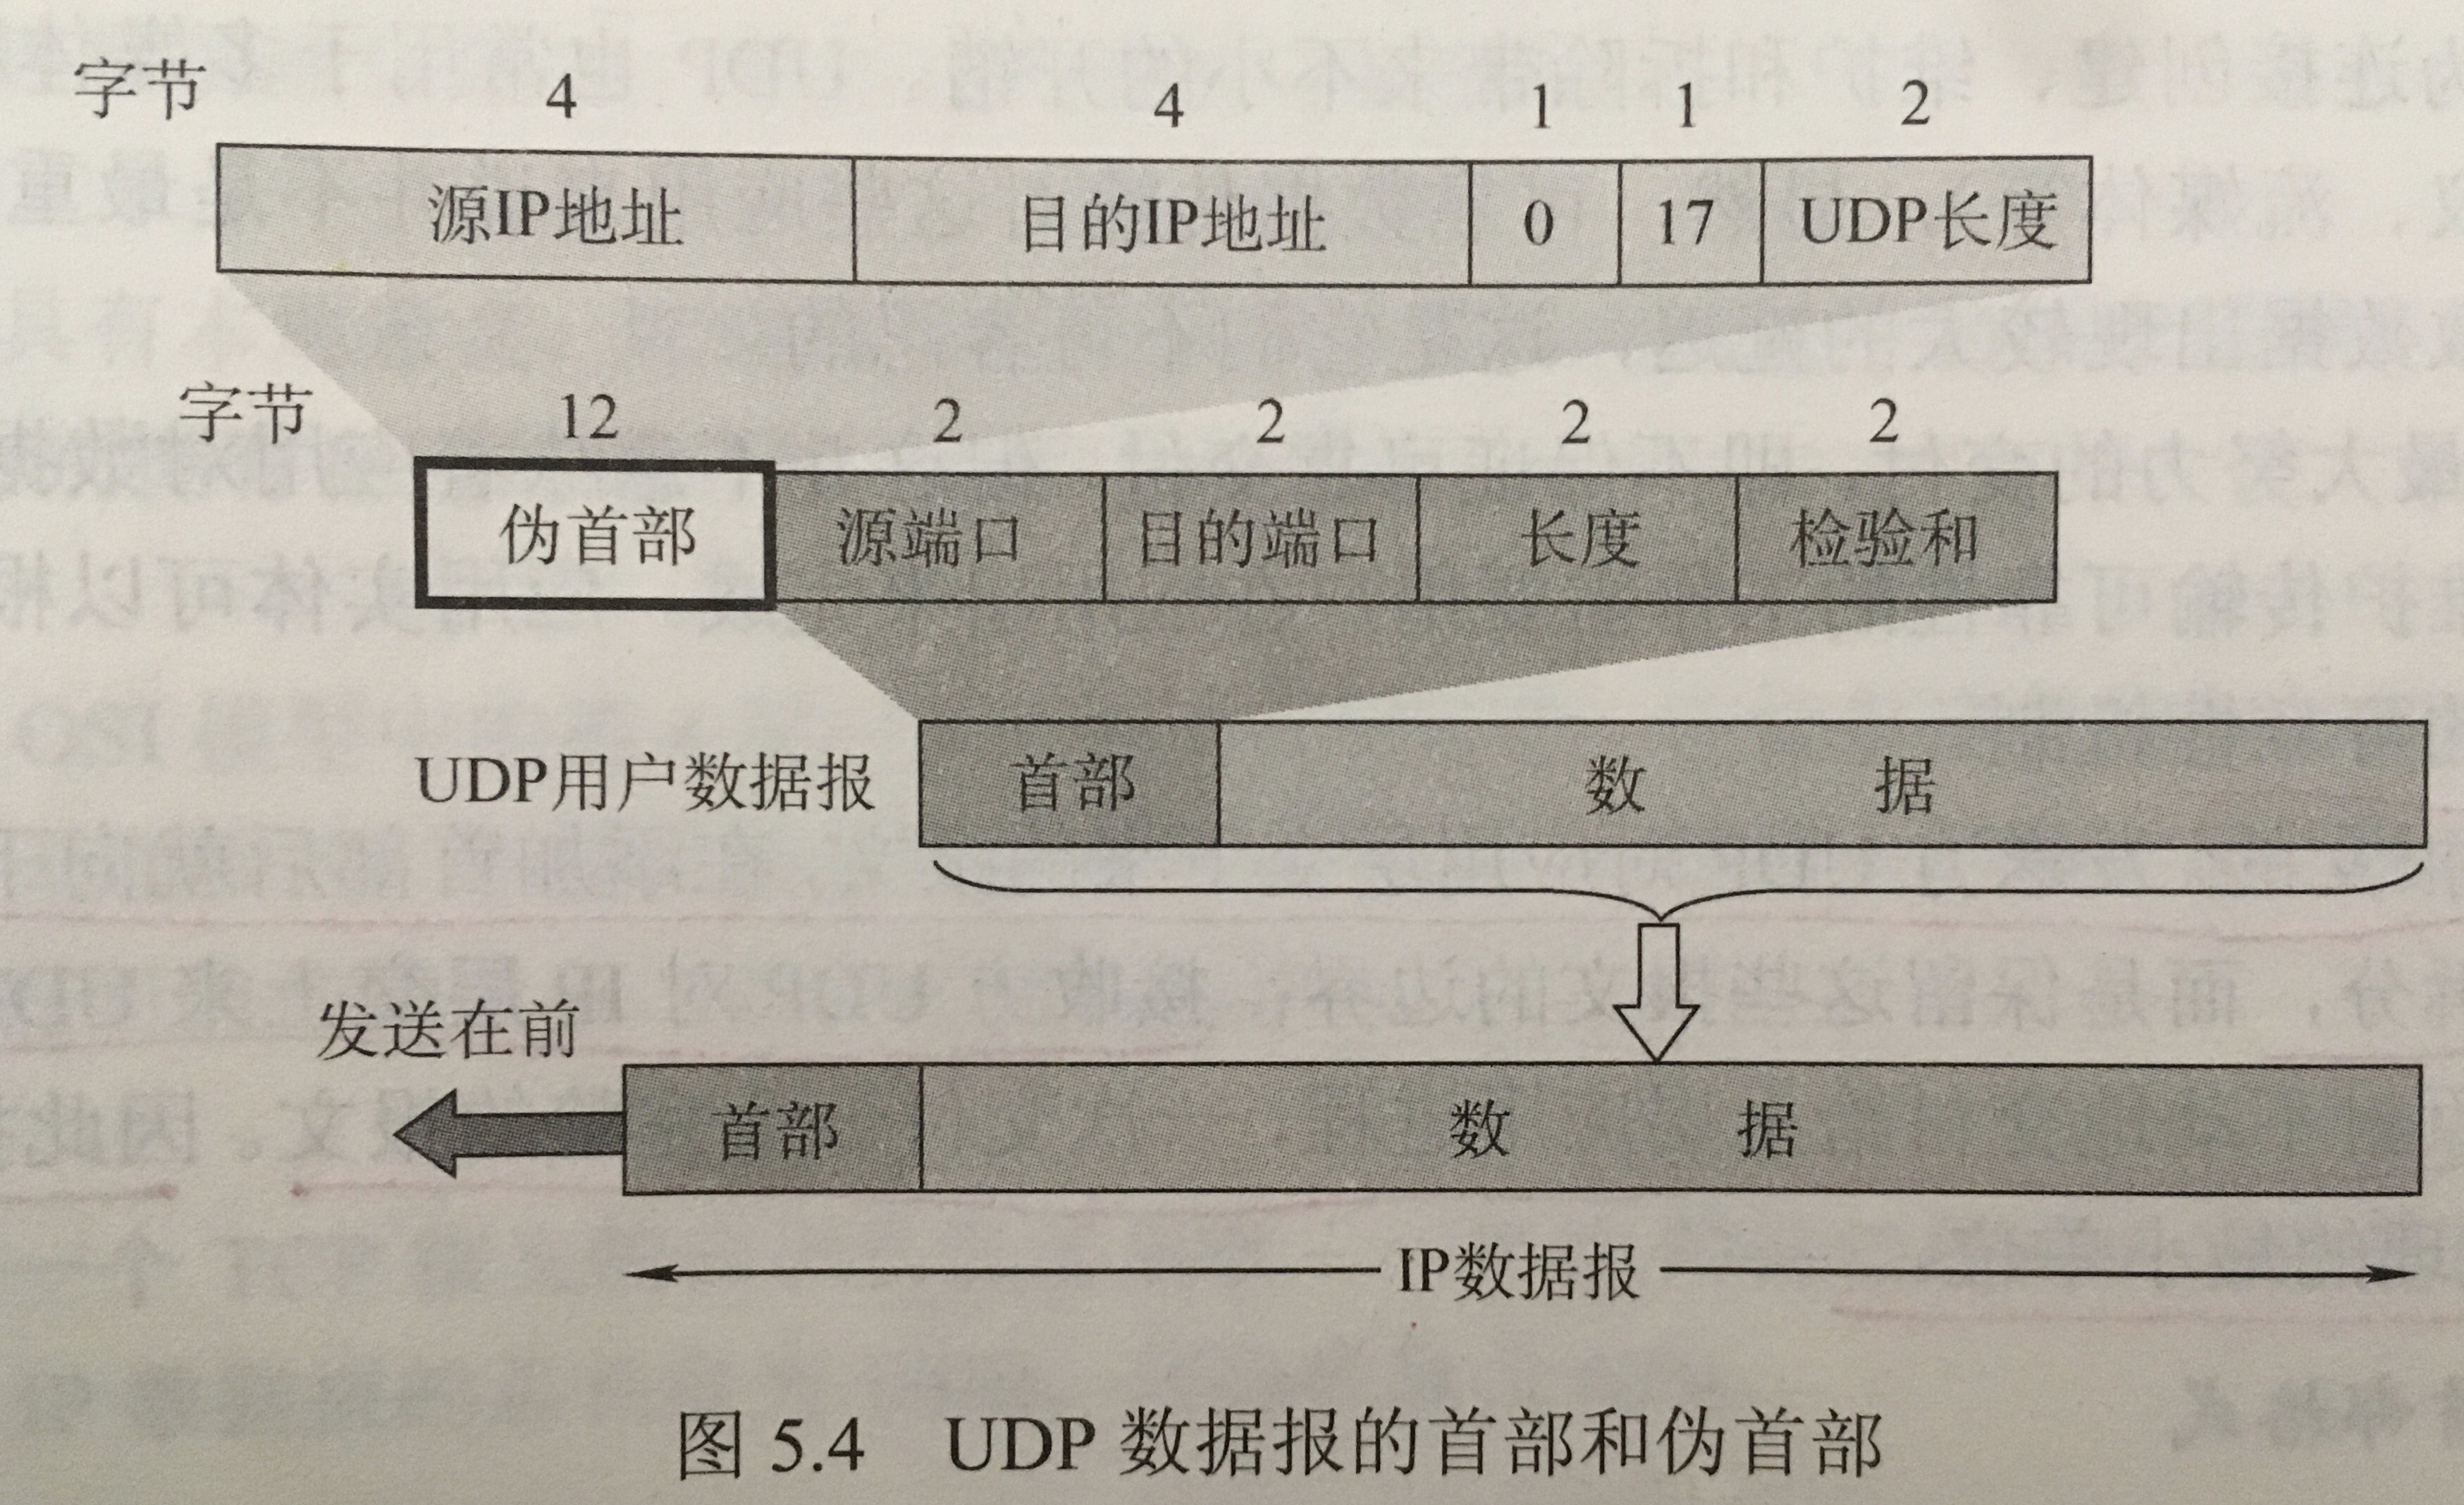 字节 4 4 1 1 2
源IP地址 目的IP地址 0 17 UDP长度
字节 12 2 2 2 2
伪首部 源端口 目的端口 长度 检验和
UDP用户数据报 首部 数 据
发送在前
首部 数 据
IP数据报
图 5.4 UDP 数据报的首部和伪首部